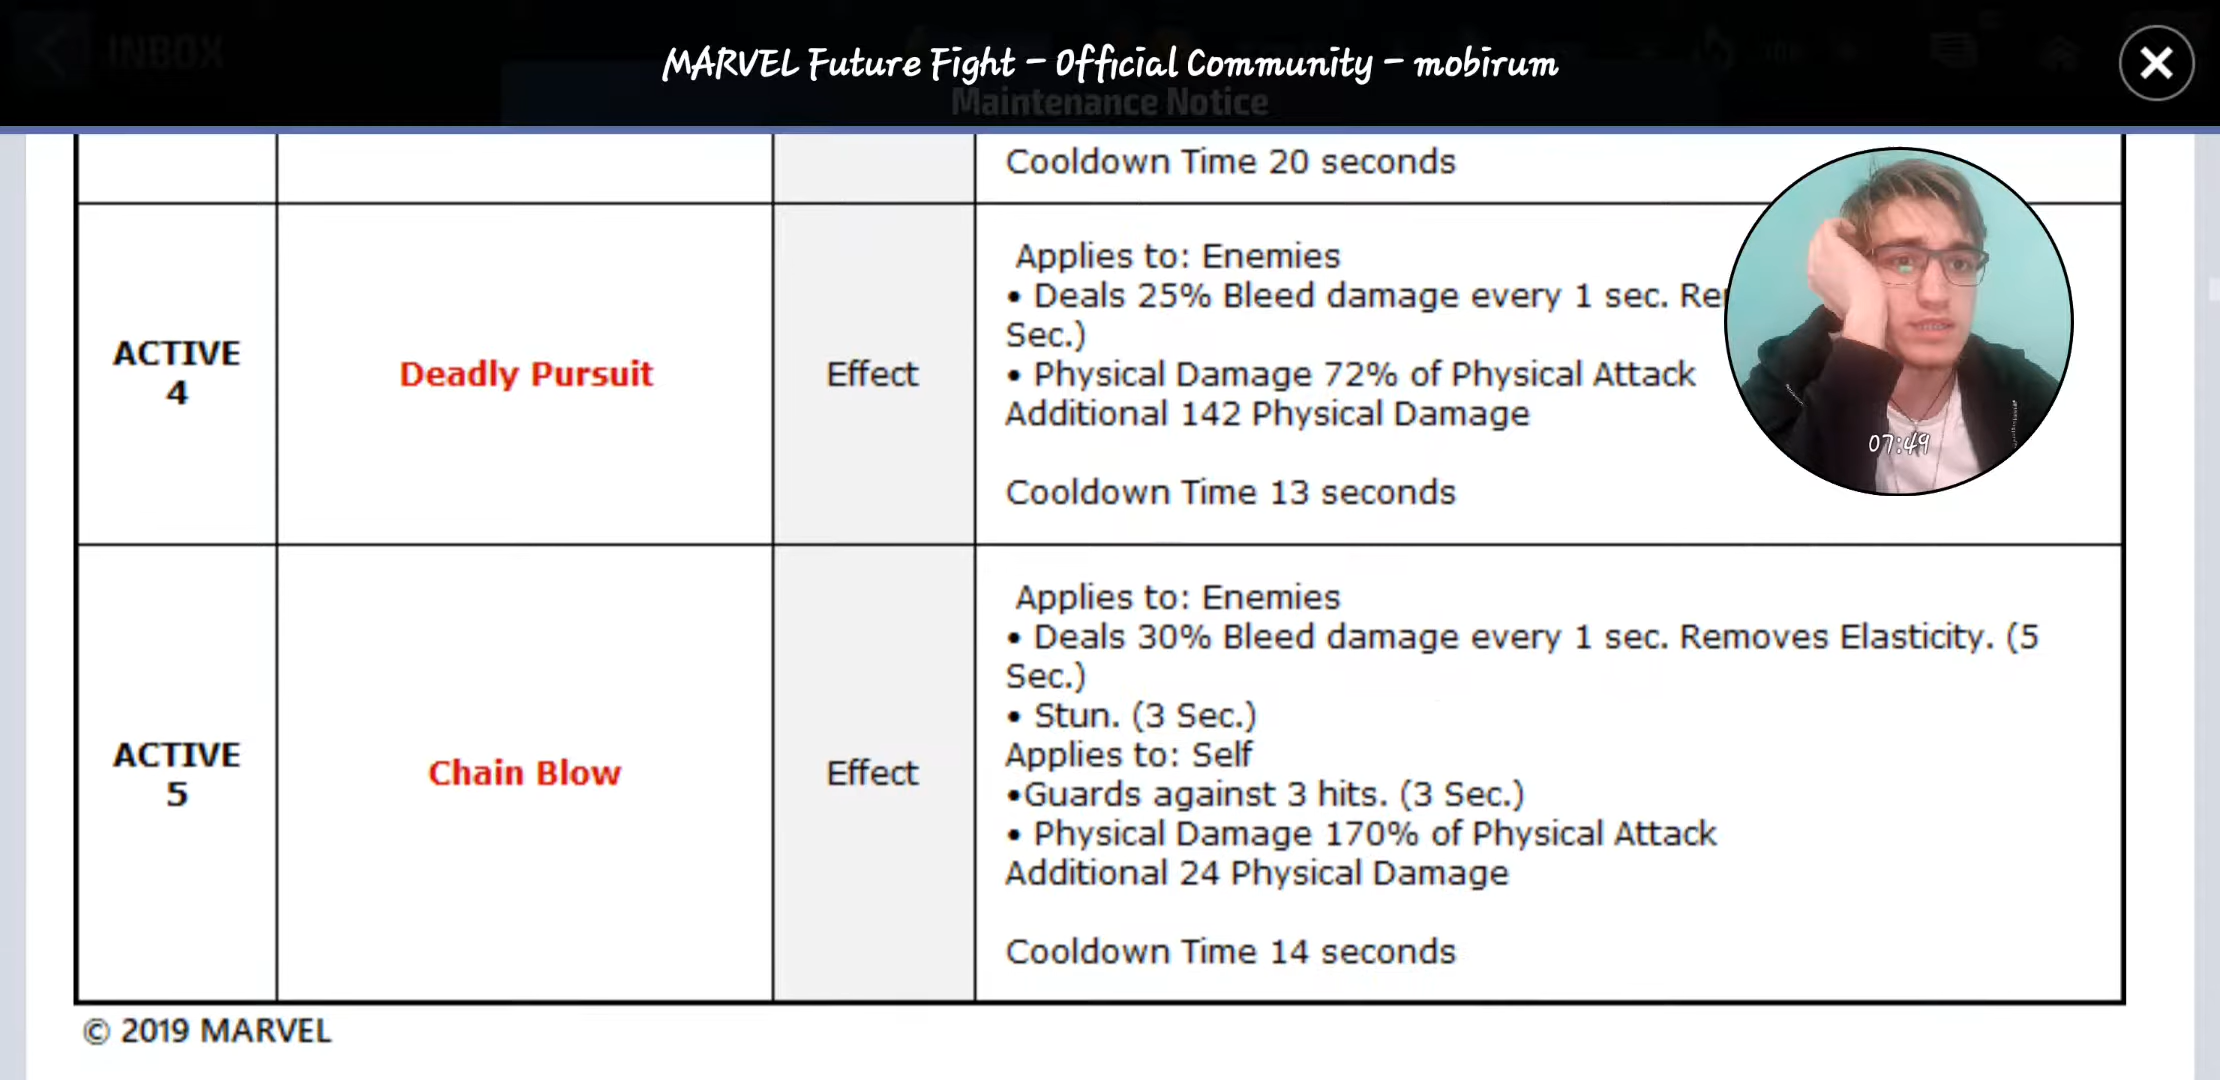 INBOX
MARVEL Future Fight – Official Community – mobirum
Maintenance Notice
Cooldown Time 20 seconds
ACTIVE
4
Deadly Pursuit
Effect
Applies to: Enemies
• Deals 25% Bleed damage every 1 sec.
Sec.)
• Physical Damage 72% of Physical Attack
Additional 142 Physical Damage
Cooldown Time 13 seconds
07:49
ACTIVE
5
Chain Blow
Effect
Applies to: Enemies
• Deals 30% Bleed damage every 1 sec. Removes Elasticity. (5
Sec.)
• Stun. (3 Sec.)
Applies to: Self
•Guards against 3 hits. (3 Sec.)
• Physical Damage 170% of Physical Attack
Additional 24 Physical Damage
Cooldown Time 14 seconds
© 2019 MARVEL